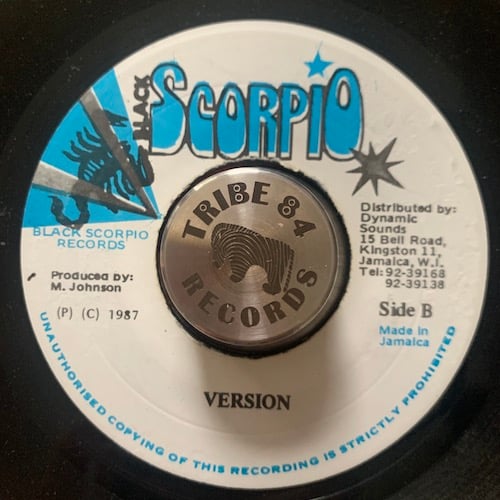 BLACK
SCORPIO
BLACK SCORPIO
RECORDS
Produced by:
M. Johnson
(P) (C) 1987
TRIBE 84
RECORDS
Distributed by:
Dynamic
Sounds
15 Bell Road,
Kingston 11,
Jamaica, W.I.
Tel: 92-39168
92-39138
Side B
Made in
Jamaica
VERSION
UNAUTHORISED COPYING OF THIS RECORDING IS STRICTLY PROHIBITED